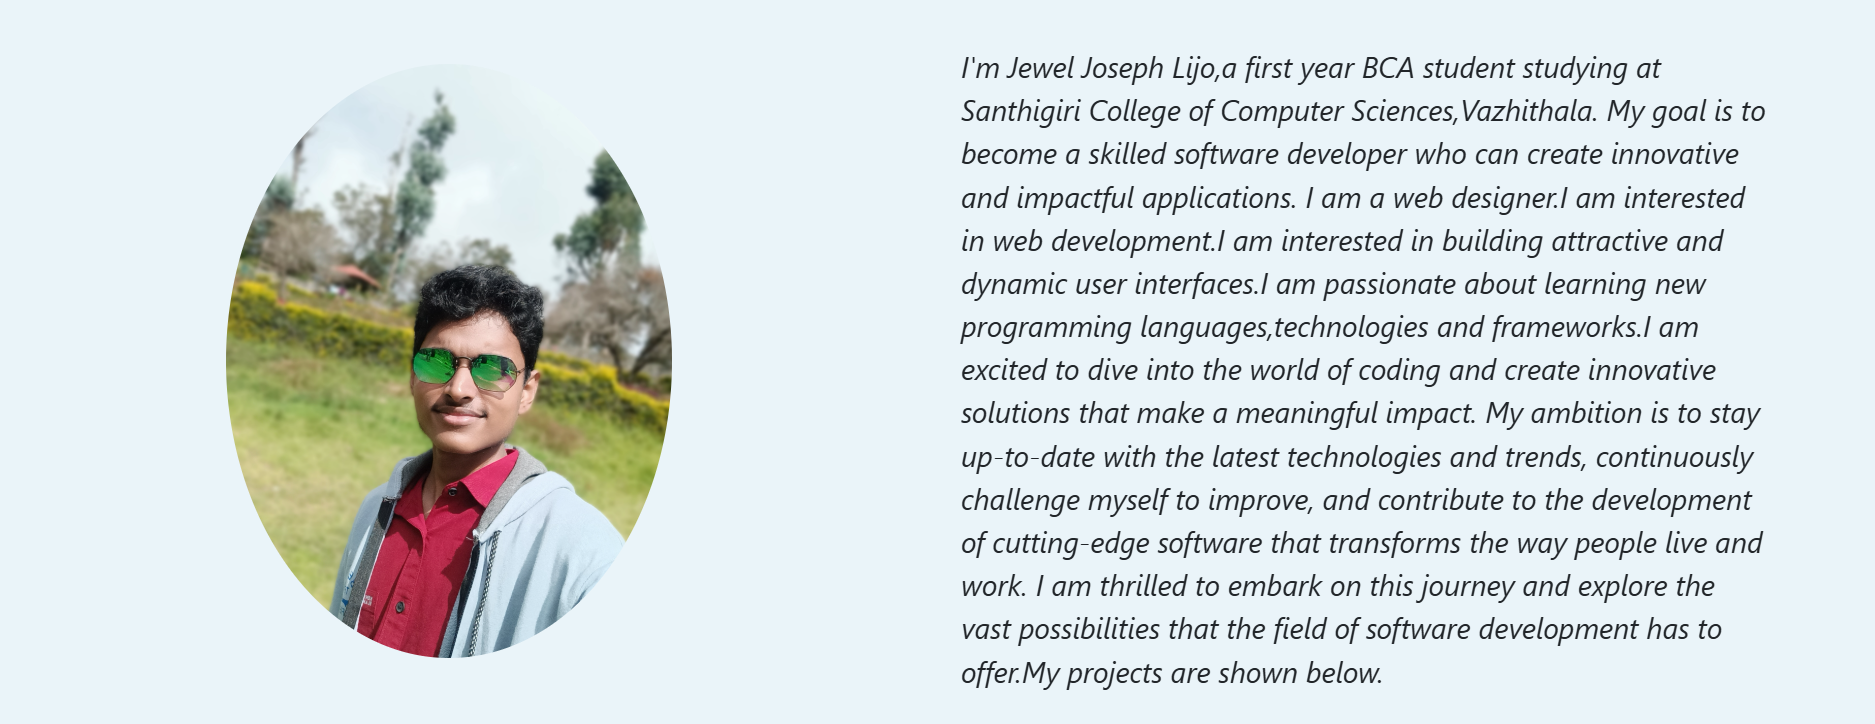 I'm Jewel Joseph Lijo,a first year BCA student studying at
Santhigiri College of Computer Sciences,Vazhithala. My goal is to
become a skilled software developer who can create innovative
and impactful applications. I am a web designer.I am interested
in web development.I am interested in building attractive and
dynamic user interfaces.I am passionate about learning new
programming languages,technologies and frameworks.I am
excited to dive into the world of coding and create innovative
solutions that make a meaningful impact. My ambition is to stay
up-to-date with the latest technologies and trends, continuously
challenge myself to improve, and contribute to the development
of cutting-edge software that transforms the way people live and
work. I am thrilled to embark on this journey and explore the
vast possibilities that the field of software development has to
offer.My projects are shown below.